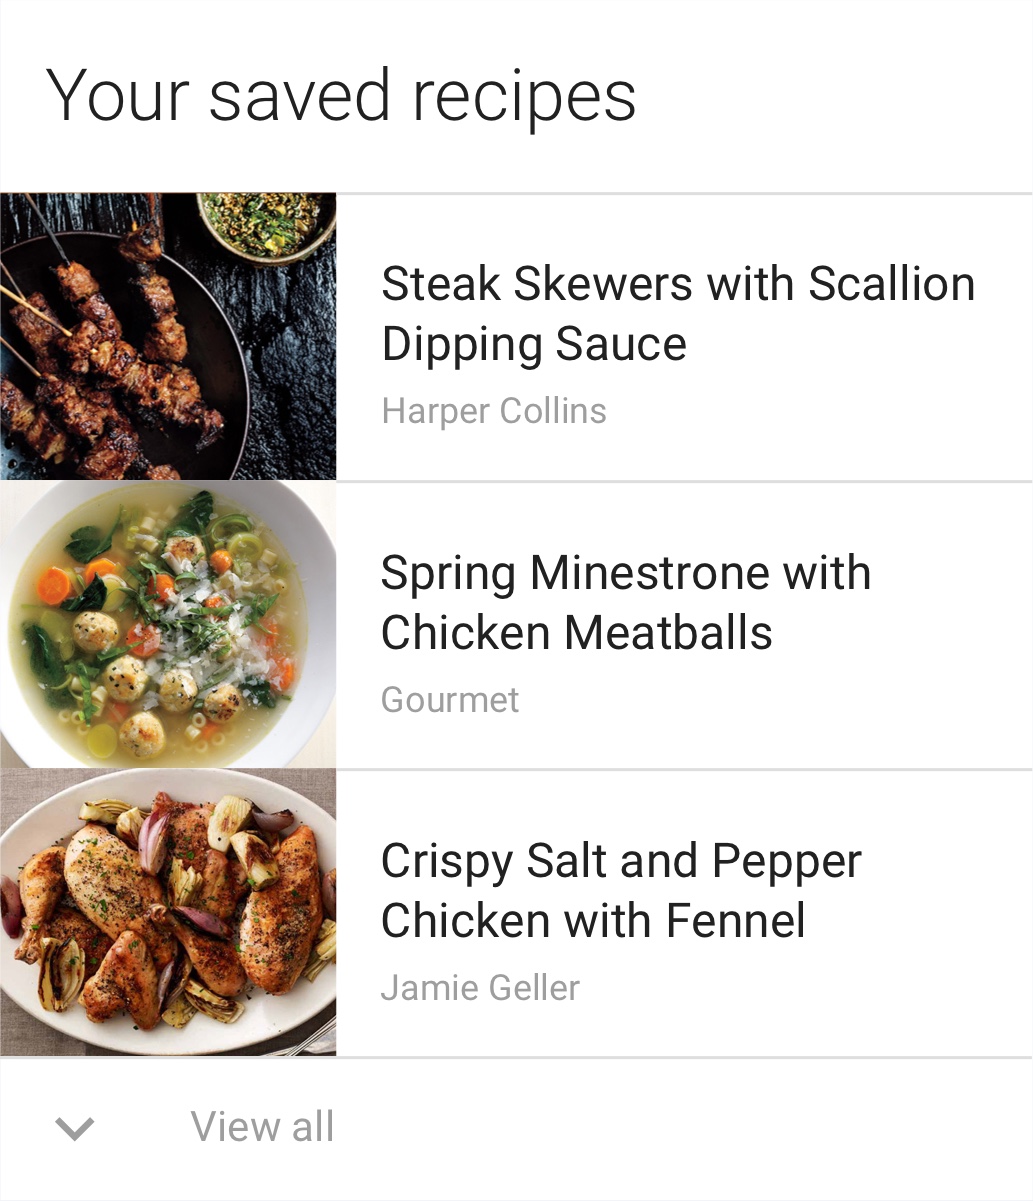 Your saved recipes
Steak Skewers with Scallion
Dipping Sauce
Harper Collins
Spring Minestrone with
Chicken Meatballs
Gourmet
Crispy Salt and Pepper
Chicken with Fennel
Jamie Geller
View all